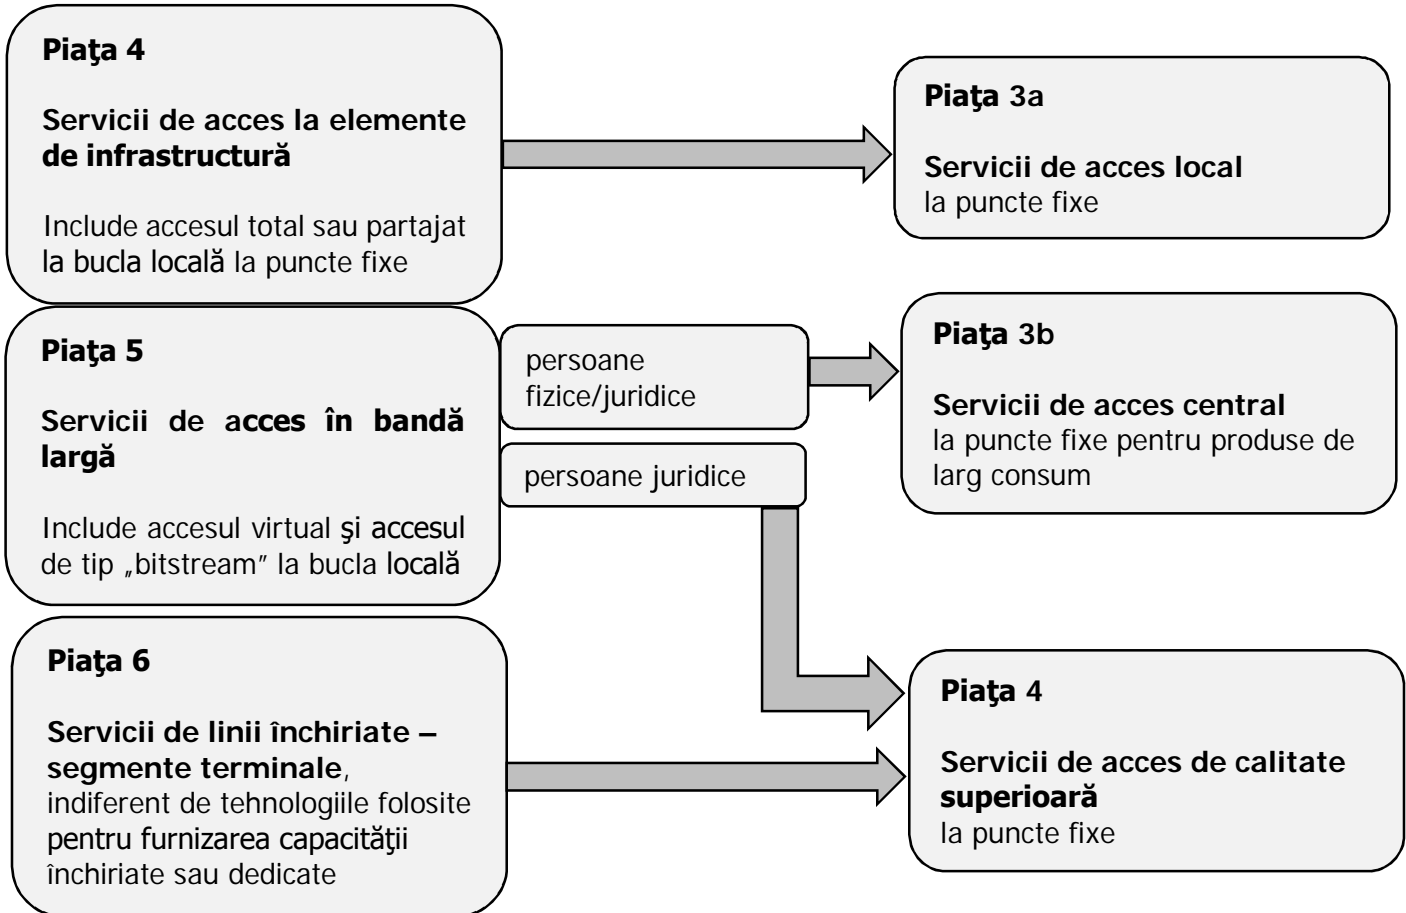 Piaţa 4
Servicii de acces la elemente
de infrastructură
Include accesul total sau partajat
la bucla locală la puncte fixe
Piaţa 3a
Servicii de acces local
la puncte fixe
Piaţa 5
Servicii de acces în bandă
largă
Include accesul virtual şi accesul
de tip „bitstream” la bucla locală
persoane
fizice/juridice
persoane juridice
Piaţa 3b
Servicii de acces central
la puncte fixe pentru produse de
larg consum
Piaţa 6
Servicii de linii închiriate –
segmente terminale,
indiferent de tehnologiile folosite
pentru furnizarea capacităţii
închiriate sau dedicate
Piaţa 4
Servicii de acces de calitate
superioară
la puncte fixe